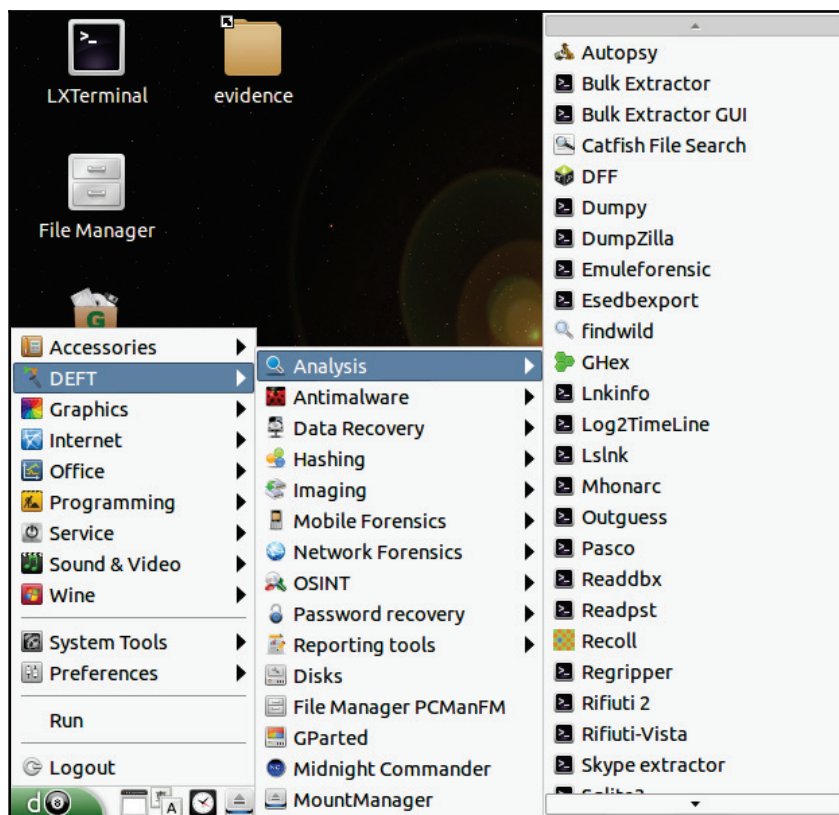 LXTerminal
evidence
File Manager
Accessories
DEFT
Graphics
Internet
Office
Programming
Service
Sound & Video
Wine
System Tools
Preferences
Run
Logout
Analysis
Antimalware
Data Recovery
Hashing
Imaging
Mobile Forensics
Network Forensics
OSINT
Password recovery
Reporting tools
Disks
File Manager PCManFM
GParted
Midnight Commander
MountManager
Autopsy
Bulk Extractor
Bulk Extractor GUI
Catfish File Search
DFF
Dumpy
DumpZilla
Emuleforensic
Esedbexport
findwild
GHex
Lnkinfo
Log2TimeLine
Lslnk
Mhonarc
Outguess
Pasco
Readdbx
Readpst
Recoll
Regripper
Rifiuti 2
Rifiuti-Vista
Skype extractor
d8
A